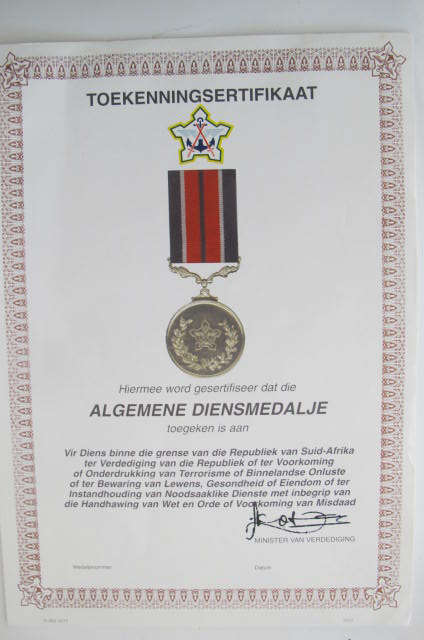 TOEKENNINGSERTIFIKAAT
Hiermee word gesertifiseer dat die
ALGEMENE DIENSMEDALJE
toegeken is aan
Vir Diens binne die grense van die Republiek van Suid-Afrika
ter Verdediging van die Republiek of ter Voorkoming
of Onderdrukking van Terrorisme of Binnelandse Onluste
of ter Bewaring van Lewens, Gesondheid of Eiendom of ter
Instandhouding van Noodsaaklike Dienste met inbegrip van
die Handhawing van Wet en Orde of Voorkoming van Misdaad
MINISTER VAN VERDEDIGING
Medaljenommer
Datum